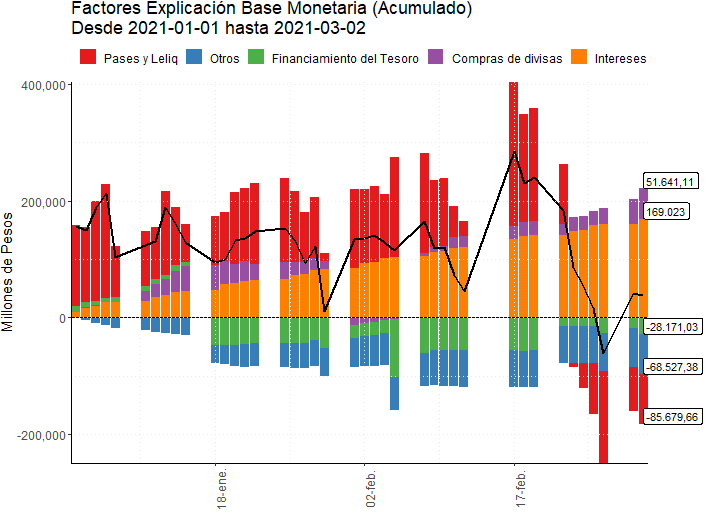 Factores Explicación Base Monetaria (Acumulado)
Desde 2021-01-01 hasta 2021-03-02
Pases y Leliq Otros Financiamiento del Tesoro Compras de divisas Intereses
Millones de Pesos
400,000
200,000
0
-200,000
51.641,11
169.023
-28.171,03
-68.527,38
-85.679,66
18-ene.
02-feb.
17-feb.